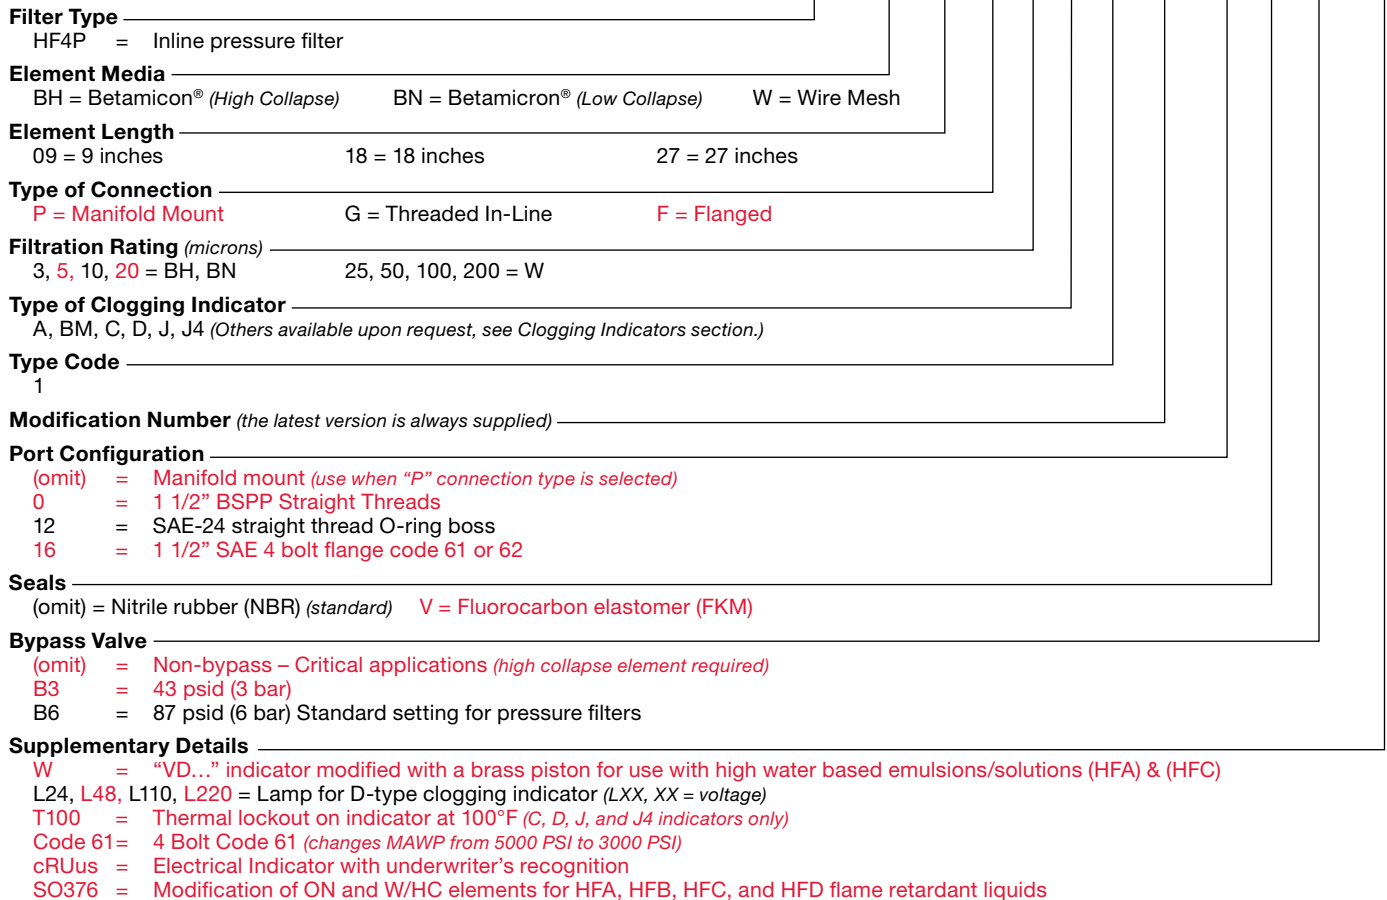 Filter Type
HF4P = Inline pressure filter
Element Media
BH = Betamicon® (High Collapse) BN = Betamicron® (Low Collapse) W = Wire Mesh
Element Length
09 = 9 inches 18 = 18 inches 27 = 27 inches
Type of Connection
P = Manifold Mount G = Threaded In-Line F = Flanged
Filtration Rating (microns)
3, 5, 10, 20 = BH, BN 25, 50, 100, 200 = W
Type of Clogging Indicator
A, BM, C, D, J, J4 (Others available upon request, see Clogging Indicators section.)
Type Code
1
Modification Number (the latest version is always supplied)
Port Configuration
(omit) = Manifold mount (use when “P” connection type is selected)
0 = 1 1/2” BSPP Straight Threads
12 = SAE-24 straight thread O-ring boss
16 = 1 1/2” SAE 4 bolt flange code 61 or 62
Seals
(omit) = Nitrile rubber (NBR) (standard) V = Fluorocarbon elastomer (FKM)
Bypass Valve
(omit) = Non-bypass – Critical applications (high collapse element required)
B3 = 43 psid (3 bar)
B6 = 87 psid (6 bar) Standard setting for pressure filters
Supplementary Details
W = “VD…” indicator modified with a brass piston for use with high water based emulsions/solutions (HFA) & (HFC)
L24, L48, L110, L220 = Lamp for D-type clogging indicator (LXX, XX = voltage)
T100 = Thermal lockout on indicator at 100°F (C, D, J, and J4 indicators only)
Code 61= 4 Bolt Code 61 (changes MAWP from 5000 PSI to 3000 PSI)
cRUus = Electrical Indicator with underwriter’s recognition
SO376 = Modification of ON and W/HC elements for HFA, HFB, HFC, and HFD flame retardant liquids